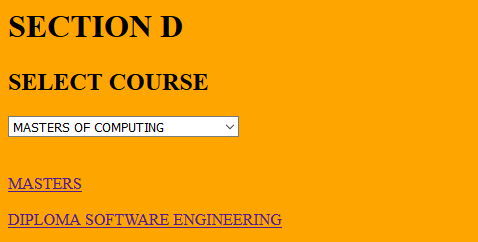 SECTION D
SELECT COURSE
MASTERS OF COMPUTING
MASTERS
DIPLOMA SOFTWARE ENGINEERING